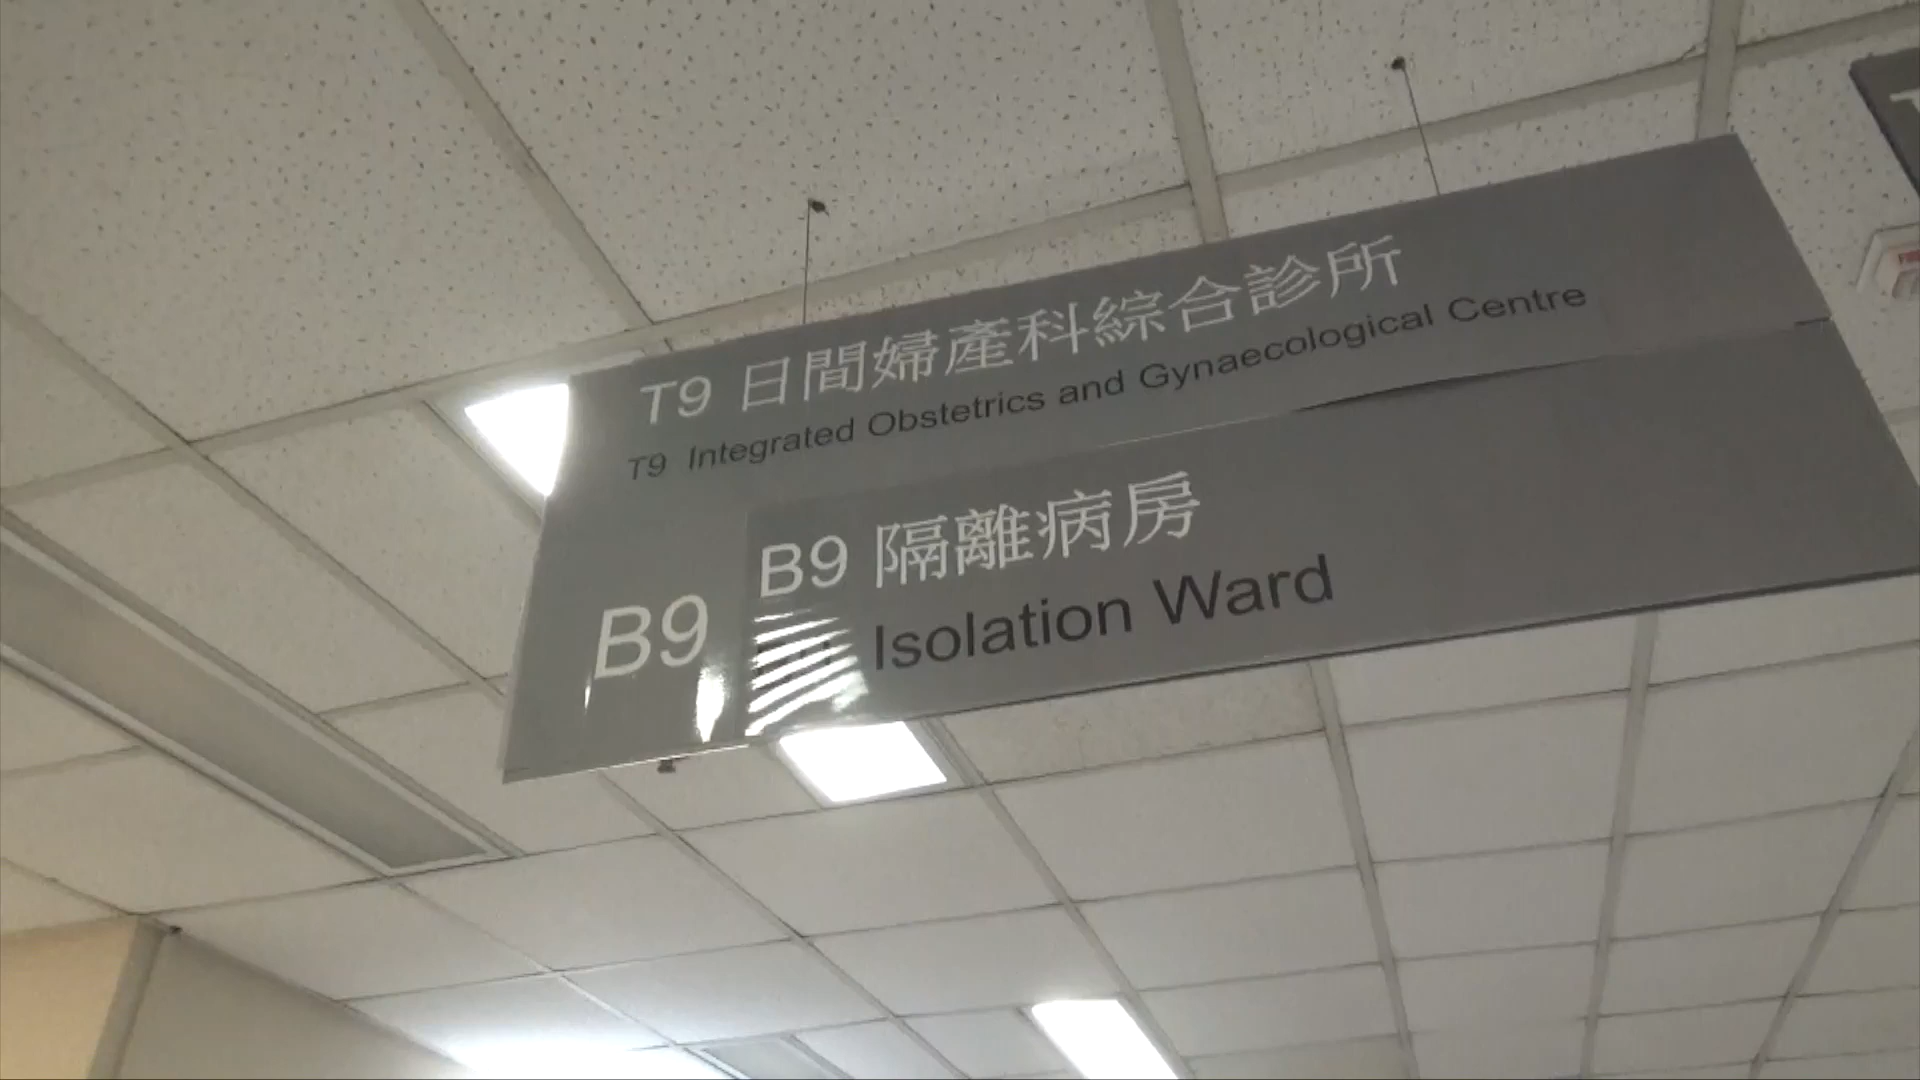 T9 日間婦產科綜合診所
T9 Integrated Obstetrics and Gynaecological Centre
B9
B9 隔離病房
Isolation Ward